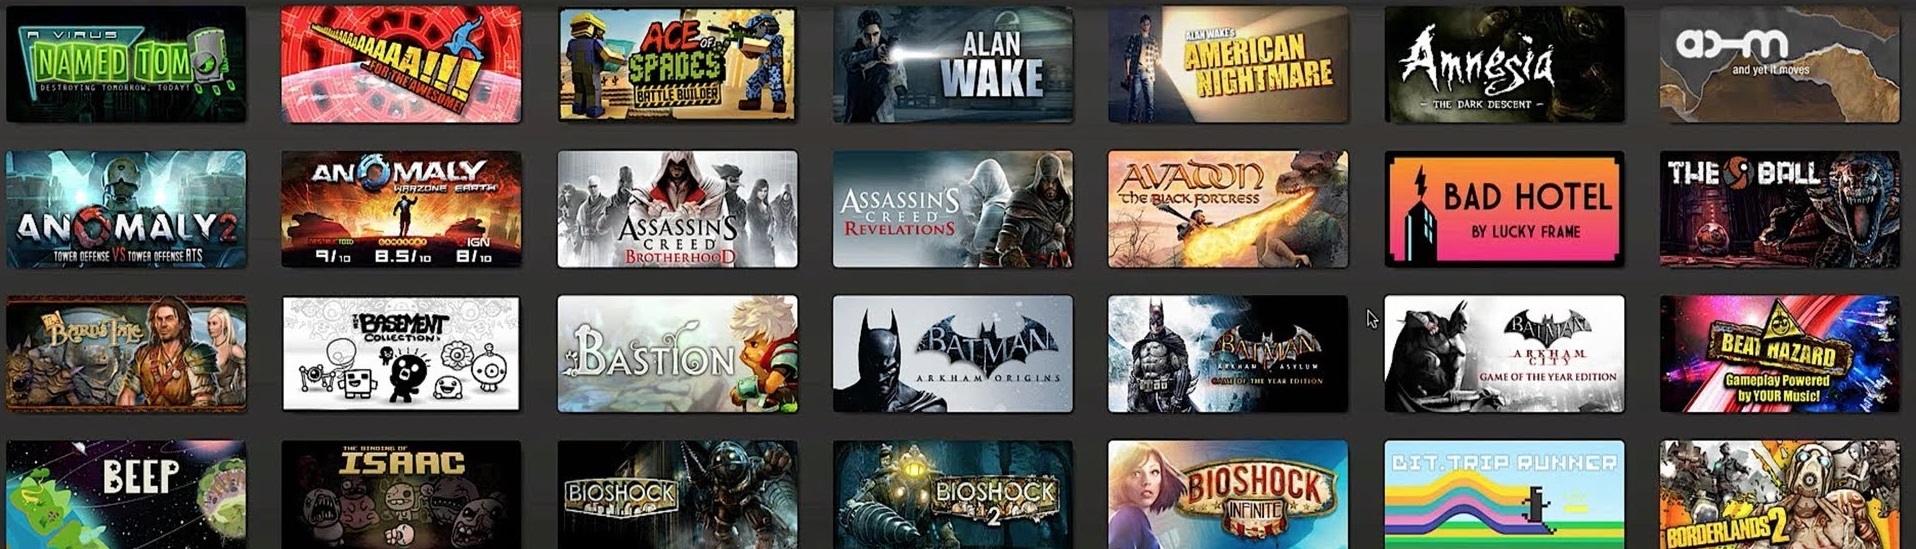 A VIRUS
NAMED TOM
DESTROYING TOMORROW, TODAY!
AAAAAAAAAA!!!
FOR THE AWESOME!
ACE OF
SPADES
BATTLE BUILDER
ALAN
WAKE
ALAN WAKE'S
AMERICAN
NIGHTMARE
Amnesia
- THE DARK DESCENT -
and yet it moves
ANOMALY 2
TOWER DEFENSE VS TOWER OFFENSE RTS
ANOMALY
WARZONE EARTH
DESTRUCTOID
GAMESPOT
IGN
9/10
8.5/10
8/10
ASSASSIN'S
CREED
BROTHERHOOD
ASSASSIN'S
CREED
REVELATIONS
AVADON
THE BLACK FORTRESS
BAD HOTEL
BY LUCKY FRAME
THE BALL
The
Bard's Tale
THE
BASEMENT
COLLECTION
BASTION
BATMAN
ARKHAM ORIGINS
BATMAN
ARKHAM ASYLUM
GAME OF THE YEAR EDITION
BATMAN
ARKHAM
CITY
GAME OF THE YEAR EDITION
BEAT HAZARD
Gameplay Powered
by YOUR Music!
BEEP
THE BINDING OF
ISAAC
BIOSHOCK
BIOSHOCK
2
BIOSHOCK
INFINITE
BIT.TRIP RUNNER
BORDERLANDS 2